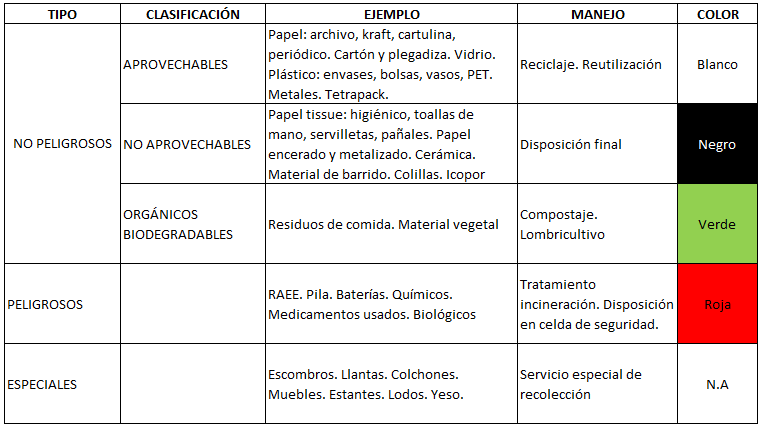 TIPO CLASIFICACIÓN EJEMPLO MANEJO COLOR
NO PELIGROSOS
APROVECHABLES
Papel: archivo, kraft, cartulina,
periódico. Cartón y plegadiza. Vidrio.
Plástico: envases, bolsas, vasos, PET.
Metales. Tetrapack.
Reciclaje. Reutilización
Blanco
NO APROVECHABLES
Papel tissue: higiénico, toallas de
mano, servilletas, pañales. Papel
encerado y metalizado. Cerámica.
Material de barrido. Colillas. Icopor
Disposición final
Negro
ORGÁNICOS
BIODEGRADABLES
Residuos de comida. Material vegetal
Compostaje.
Lombricultivo
Verde
PELIGROSOS
RAEE. Pila. Baterías. Químicos.
Medicamentos usados. Biológicos
Tratamiento
incineración. Disposición
en celda de seguridad.
Roja
ESPECIALES
Escombros. Llantas. Colchones.
Muebles. Estantes. Lodos. Yeso.
Servicio especial de
recolección
N.A